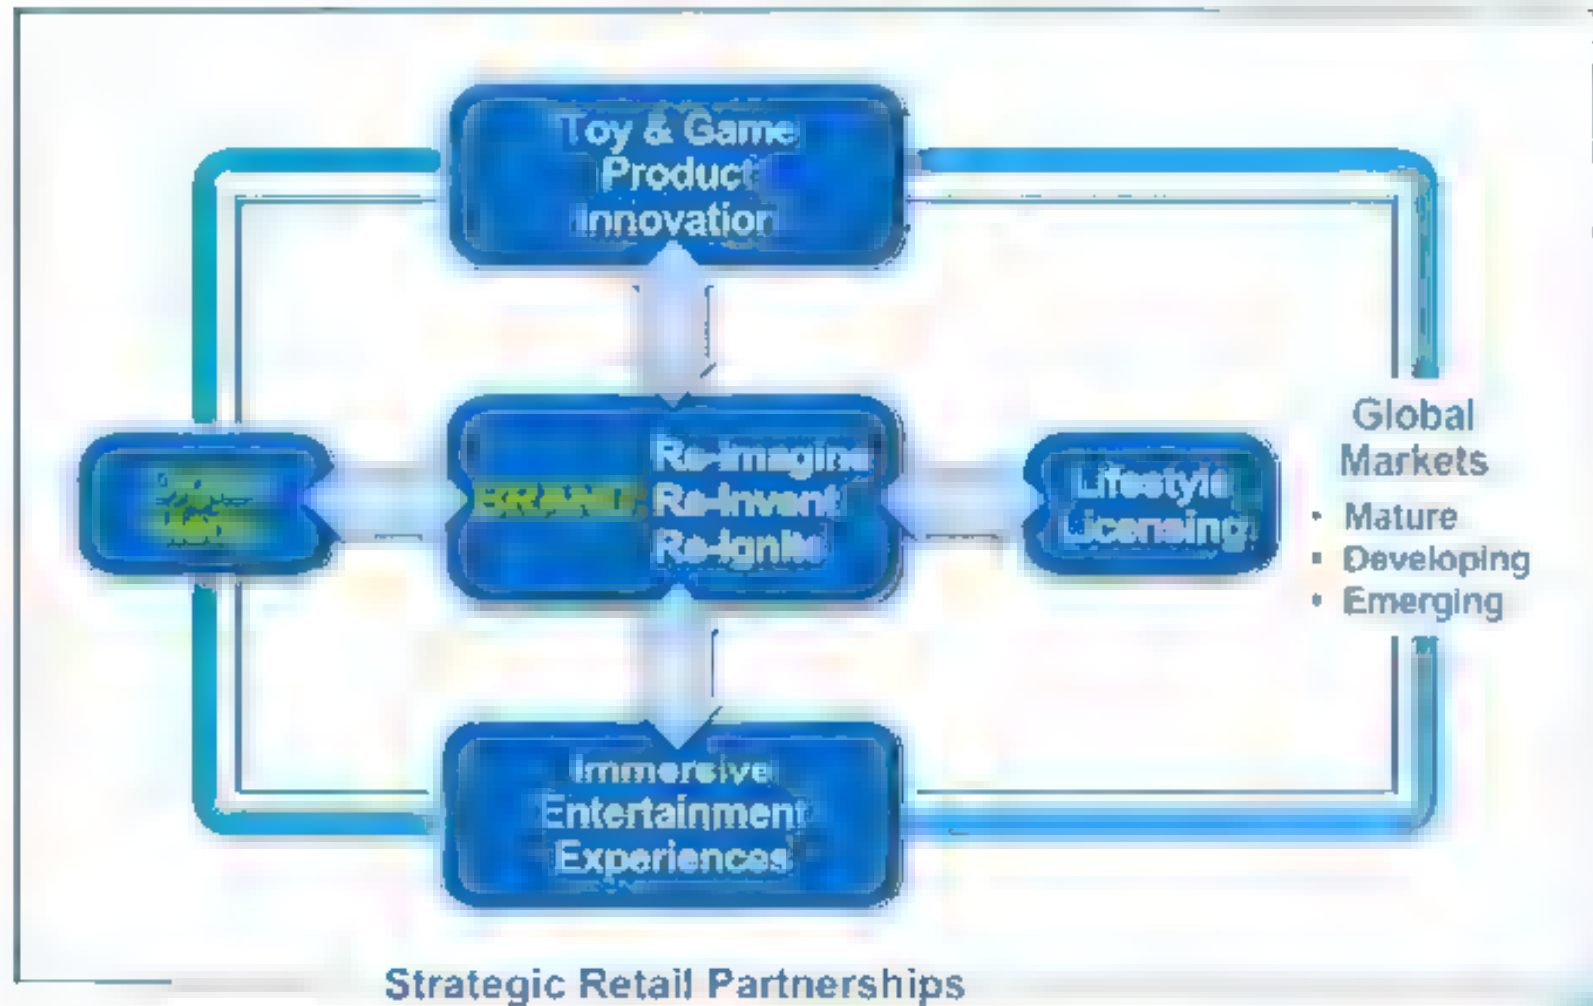 Toy & Game
Product
Innovation
BRANDS
Re-Imagine
Re-Invent
Re-Ignite
Lifestyle
Licensing
Global
Markets
• Mature
• Developing
• Emerging
Immersive
Entertainment
Experiences
Strategic Retail Partnerships